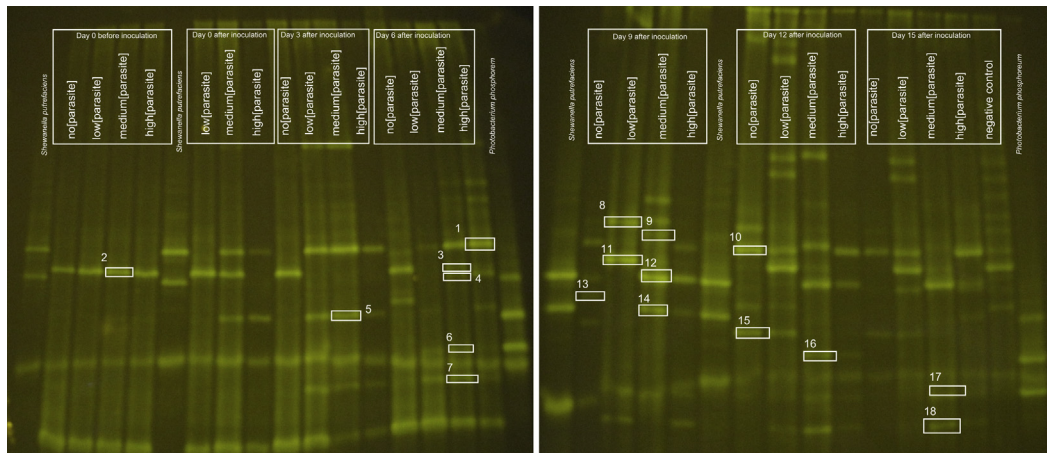 Day 0 before inoculation
Day 0 after inoculation
Day 3 after inoculation
Day 6 after inoculation
Shewanella putrefaciens
no[parasite]
low[parasite]
medium[parasite]
high[parasite]
Shewanella putrefaciens
low[parasite]
medium[parasite]
high[parasite]
no[parasite]
low[parasite]
medium[parasite]
high[parasite]
no[parasite]
low[parasite]
medium[parasite]
high[parasite]
Photobacterium phosphoreum
1
2
3
4
5
6
7
Day 9 after inoculation
Day 12 after inoculation
Day 15 after inoculation
Shewanella putrefaciens
no[parasite]
low[parasite]
medium[parasite]
high[parasite]
Shewanella putrefaciens
no[parasite]
low[parasite]
medium[parasite]
high[parasite]
no[parasite]
low[parasite]
medium[parasite]
high[parasite]
negative control
Photobacterium phosphoreum
8
9
10
11
12
13
14
15
16
17
18